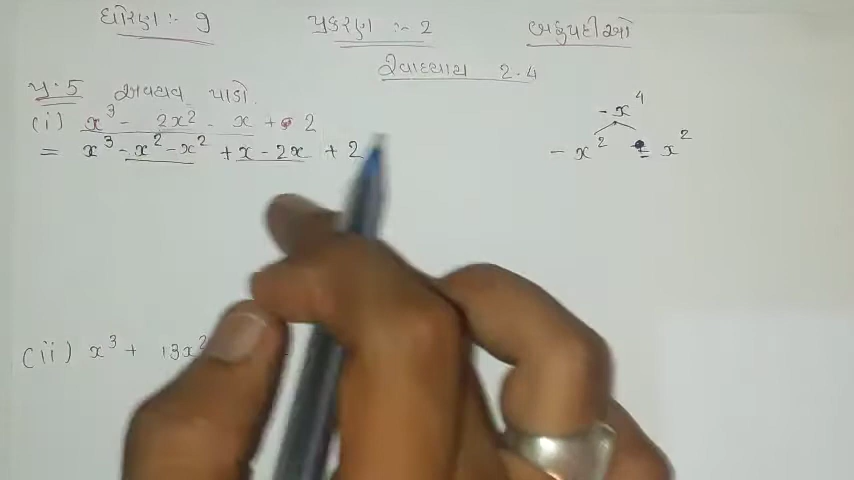 ધોરણ :- 9 પ્રકરણ :- 2 બહુપદીઓ
સ્વાધ્યાય 2.4
પ્ર.5 અવયવ પાડો.
(i) x³ - 2x² - x + 2
= x³ - x² - x² + x - 2x + 2
- x⁴
- x² x²
(ii) x³ + 13x²